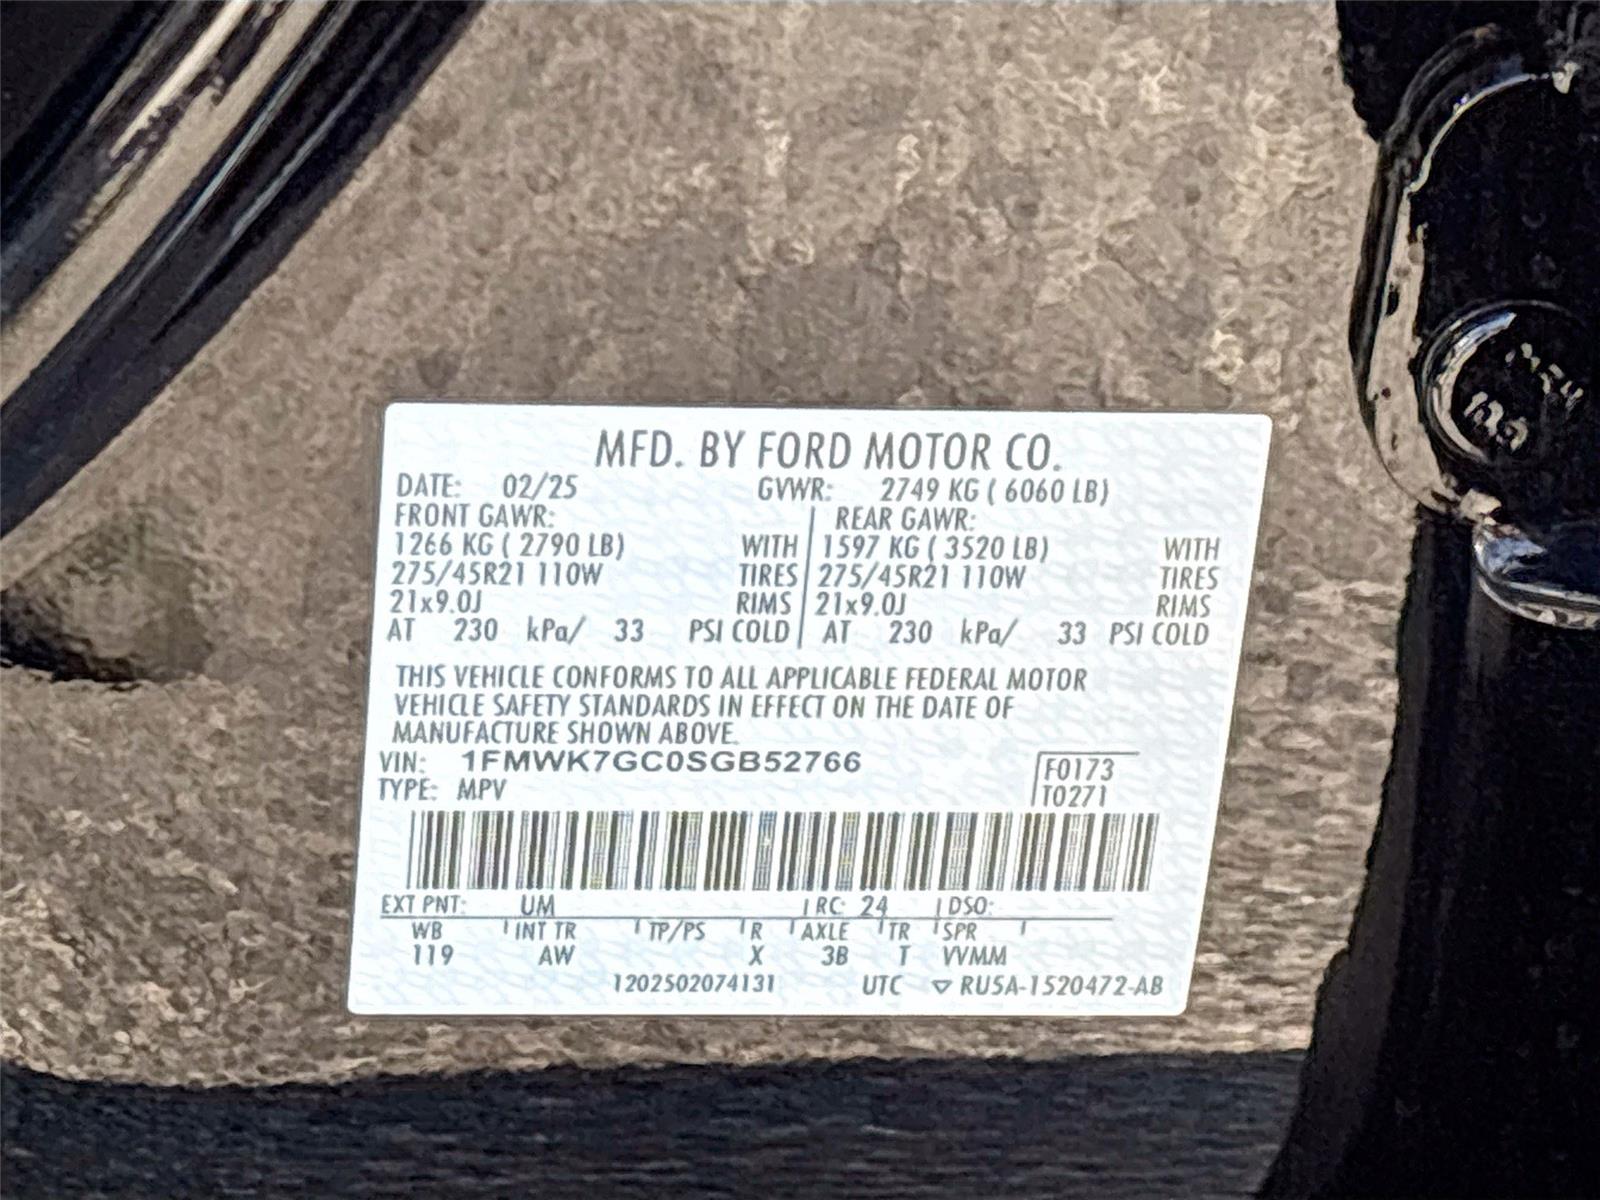 MFD. BY FORD MOTOR CO.
DATE: 02/25 GVWR: 2749 KG ( 6060 LB)
FRONT GAWR: REAR GAWR:
1266 KG ( 2790 LB) WITH 1597 KG ( 3520 LB) WITH
275/45R21 110W TIRES 275/45R21 110W TIRES
21x9.0J RIMS 21x9.0J RIMS
AT 230 kPa/ 33 PSI COLD AT 230 kPa/ 33 PSI COLD
THIS VEHICLE CONFORMS TO ALL APPLICABLE FEDERAL MOTOR
VEHICLE SAFETY STANDARDS IN EFFECT ON THE DATE OF
MANUFACTURE SHOWN ABOVE.
VIN: 1FMWK7GC0SGB52766
F0173
TYPE: MPV T0271
EXT PNT: UM RC: 24 DSO:
WB INT TR TP/PS R AXLE TR SPR
119 AW X 3B T VVMM
1202502074131 UTC ▽ RU5A-1520472-AB